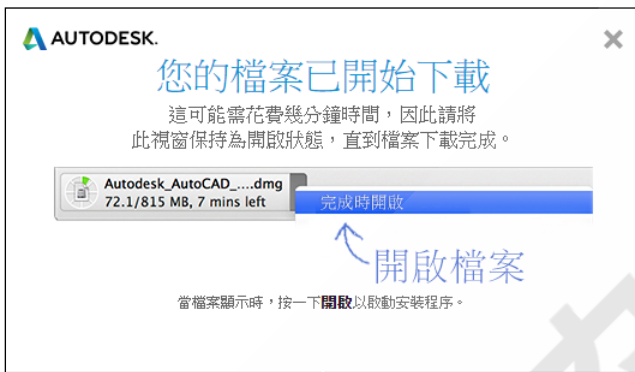 AUTODESK.
您的檔案已開始下載
這可能需花費幾分鐘時間，因此請將
此視窗保持為開啟狀態，直到檔案下載完成。
Autodesk_AutoCAD_....dmg
72.1/815 MB, 7 mins left
完成時開啟
開啟檔案
當檔案顯示時，按一下開啟以啟動安裝程序。